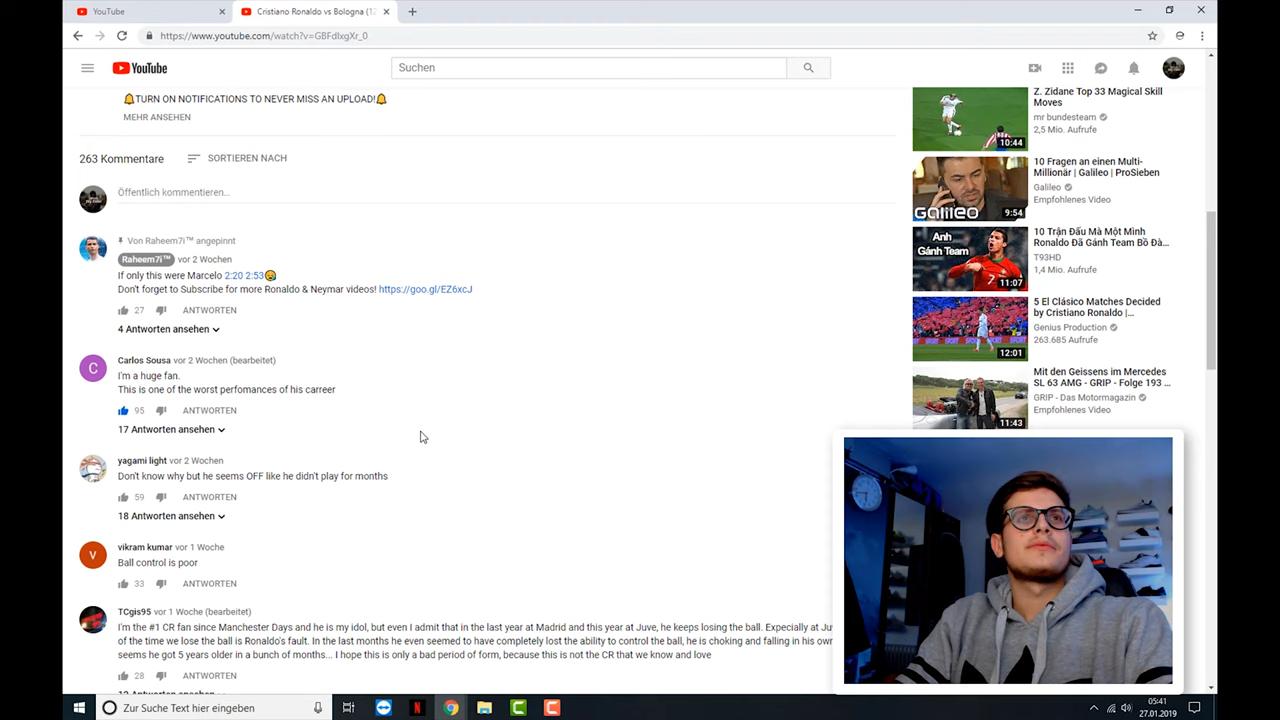 YouTube
Cristiano Ronaldo vs Bologna (12
https://www.youtube.com/watch?v=GBFdlxgXr_0
YouTube
Suchen
🔔TURN ON NOTIFICATIONS TO NEVER MISS AN UPLOAD!🔔
MEHR ANSEHEN
263 Kommentare
SORTIEREN NACH
Öffentlich kommentieren...
Von Raheem7i™ angepinnt
Raheem7i™ vor 2 Wochen
If only this were Marcelo 2:20 2:53
Don't forget to Subscribe for more Ronaldo & Neymar videos! https://goo.gl/EZ6xcJ
27 ANTWORTEN
4 Antworten ansehen
C
Carlos Sousa vor 2 Wochen (bearbeitet)
I'm a huge fan.
This is one of the worst perfomances of his carreer
95 ANTWORTEN
17 Antworten ansehen
yagami light vor 2 Wochen
Don't know why but he seems OFF like he didn't play for months
59 ANTWORTEN
18 Antworten ansehen
v
vikram kumar vor 1 Woche
Ball control is poor
33 ANTWORTEN
TCgis95 vor 1 Woche (bearbeitet)
I'm the #1 CR fan since Manchester Days and he is my idol, but even I admit that in the last year at Madrid and this year at Juve, he keeps losing the ball. Expecially at Ju
of the time we lose the ball is Ronaldo's fault. In the last months he even seemed to have completely lost the ability to control the ball, he is choking and falling in his own
seems he got 5 years older in a bunch of months... I hope this is only a bad period of form, because this is not the CR that we know and love
28 ANTWORTEN
Antworten ansehen
Z. Zidane Top 33 Magical Skill
Moves
mr bundesteam
2,5 Mio. Aufrufe
10:44
10 Fragen an einen Multi-
Millionär | Galileo | ProSieben
Galileo
Empfohlenes Video
Galileo
9:54
10 Trận Đấu Mà Một Mình
Ronaldo Đã Gánh Team Bồ Đà...
T93HD
1,4 Mio. Aufrufe
Anh
Gánh Team
11:07
5 El Clásico Matches Decided
by Cristiano Ronaldo |...
Genius Production
263.685 Aufrufe
12:01
Mit den Geissens im Mercedes
SL 63 AMG - GRIP - Folge 193 ...
GRIP - Das Motormagazin
Empfohlenes Video
11:43
Zur Suche Text hier eingeben
05:41
27.01.2019